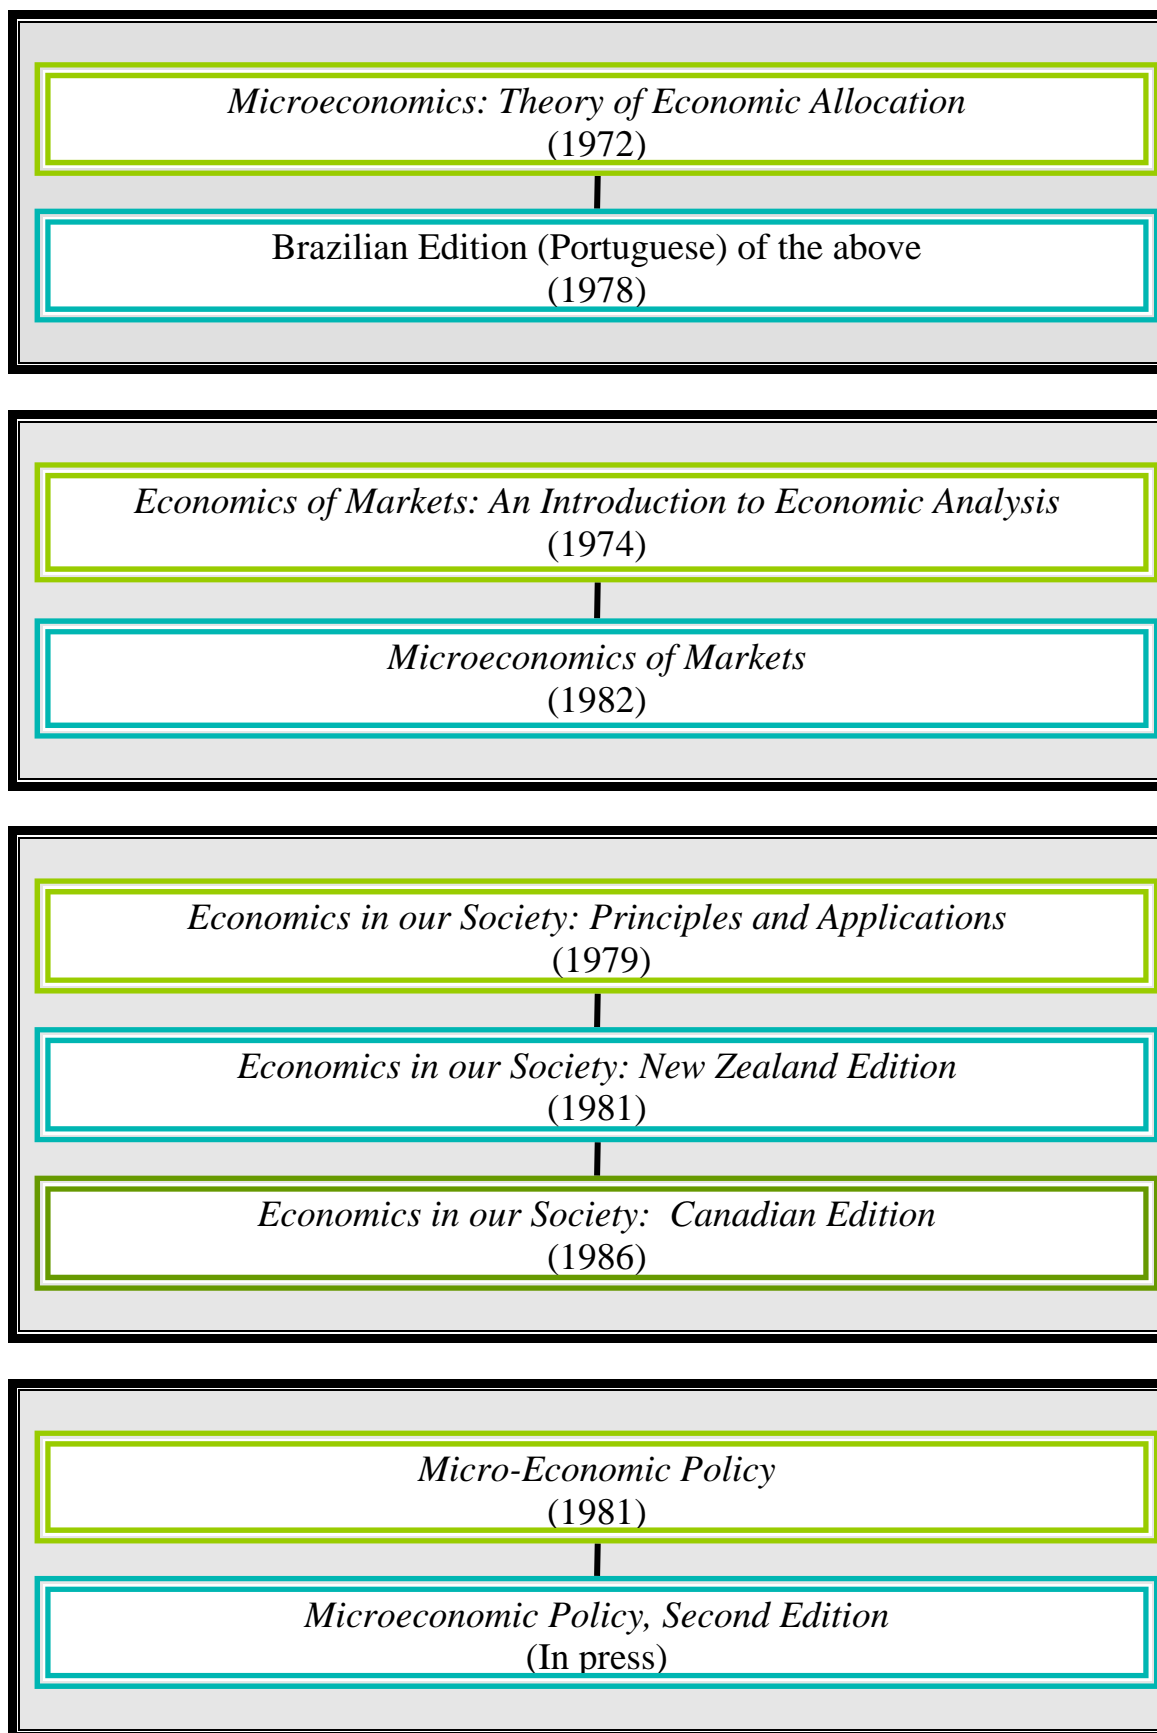 Microeconomics: Theory of Economic Allocation
(1972)
Brazilian Edition (Portuguese) of the above
(1978)
Economics of Markets: An Introduction to Economic Analysis
(1974)
Microeconomics of Markets
(1982)
Economics in our Society: Principles and Applications
(1979)
Economics in our Society: New Zealand Edition
(1981)
Economics in our Society:  Canadian Edition
(1986)
Micro-Economic Policy
(1981)
Microeconomic Policy, Second Edition
(In press)